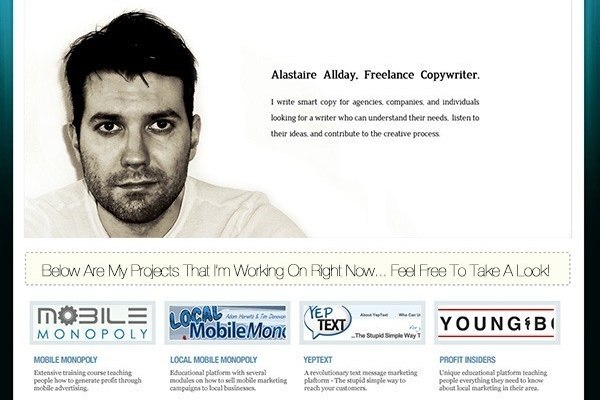 Alastaire Allday, Freelance Copywriter.
I write smart copy for agencies, companies, and individuals
looking for a writer who can understand their needs, listen to
their ideas, and contribute to the creative process.
Below Are My Projects That I'm Working On Right Now... Feel Free To Take A Look!
MOBILE
MONOPOLY
LOCAL Adam Horwitz & Tim Donovan
Mobile Mono
YEP
TEXT
About YepText Who Can U
...The Stupid Simple Way T
YOUNG&B
MOBILE MONOPOLY
Extensive training course teaching
people how to generate profit through
mobile advertising.
LOCAL MOBILE MONOPOLY
Educational platform with several
modules on how to sell mobile marketing
campaigns to local businesses.
YEPTEXT
A revolutionary text message marketing
platform - The stupid simple way to
reach your customers.
PROFIT INSIDERS
Unique educational platform teaching
people everything they need to know
about local marketing in their area.